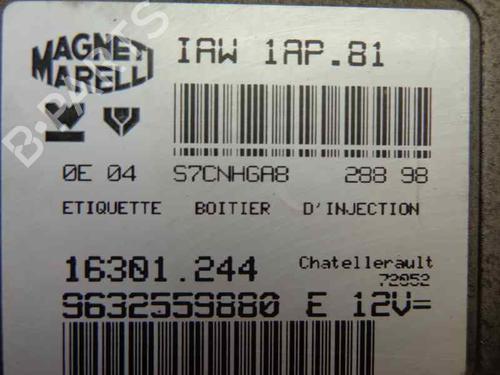 MAGNETI MARELLI
IAW 1AP.81
0E 04 S7CNHGA8 288 98
ETIQUETTE BOITIER D'INJECTION
16301.244 Chatellerault
72052
9632559880 E 12V=
B-PARTS